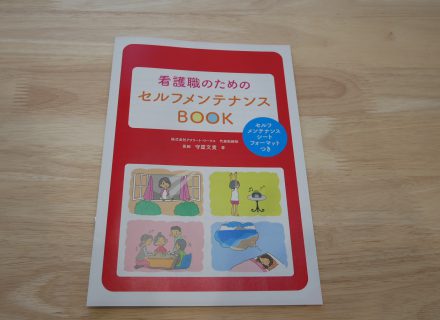 看護職のための
セルフメンテナンス
BOOK
セルフ
メンテナンス
シート
フォーマット
つき
守屋文貴 著